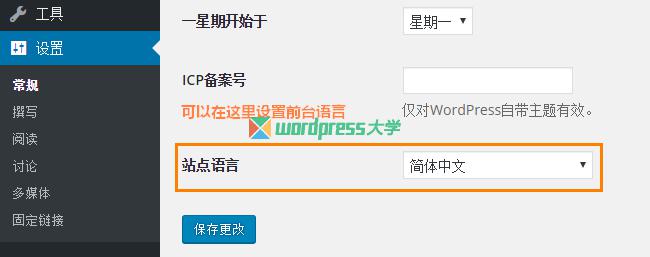 工具
设置
常规
撰写
阅读
讨论
多媒体
固定链接
一星期开始于
星期一
ICP备案号
可以在这里设置前台语言
仅对WordPress自带主题有效。
wordpress大学
站点语言
简体中文
保存更改